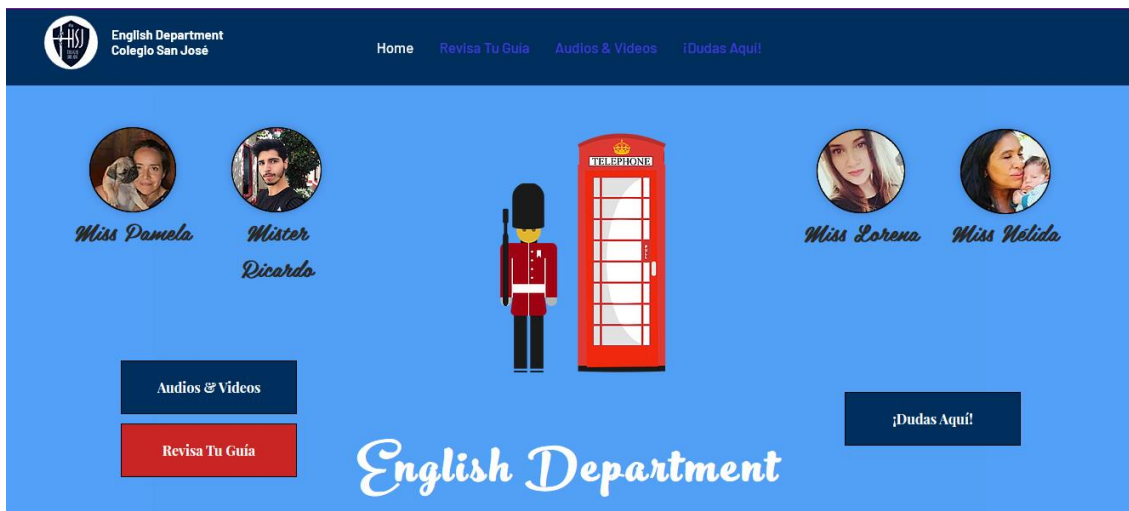 HSJ
English Department
Colegio San José
Home Revisa Tu Guía Audios & Videos ¡Dudas Aquí!
Miss Pamela
Mister
Ricardo
TELEPHONE
Miss Lorena
Miss Nélida
Audios & Videos
Revisa Tu Guía
¡Dudas Aquí!
English Department